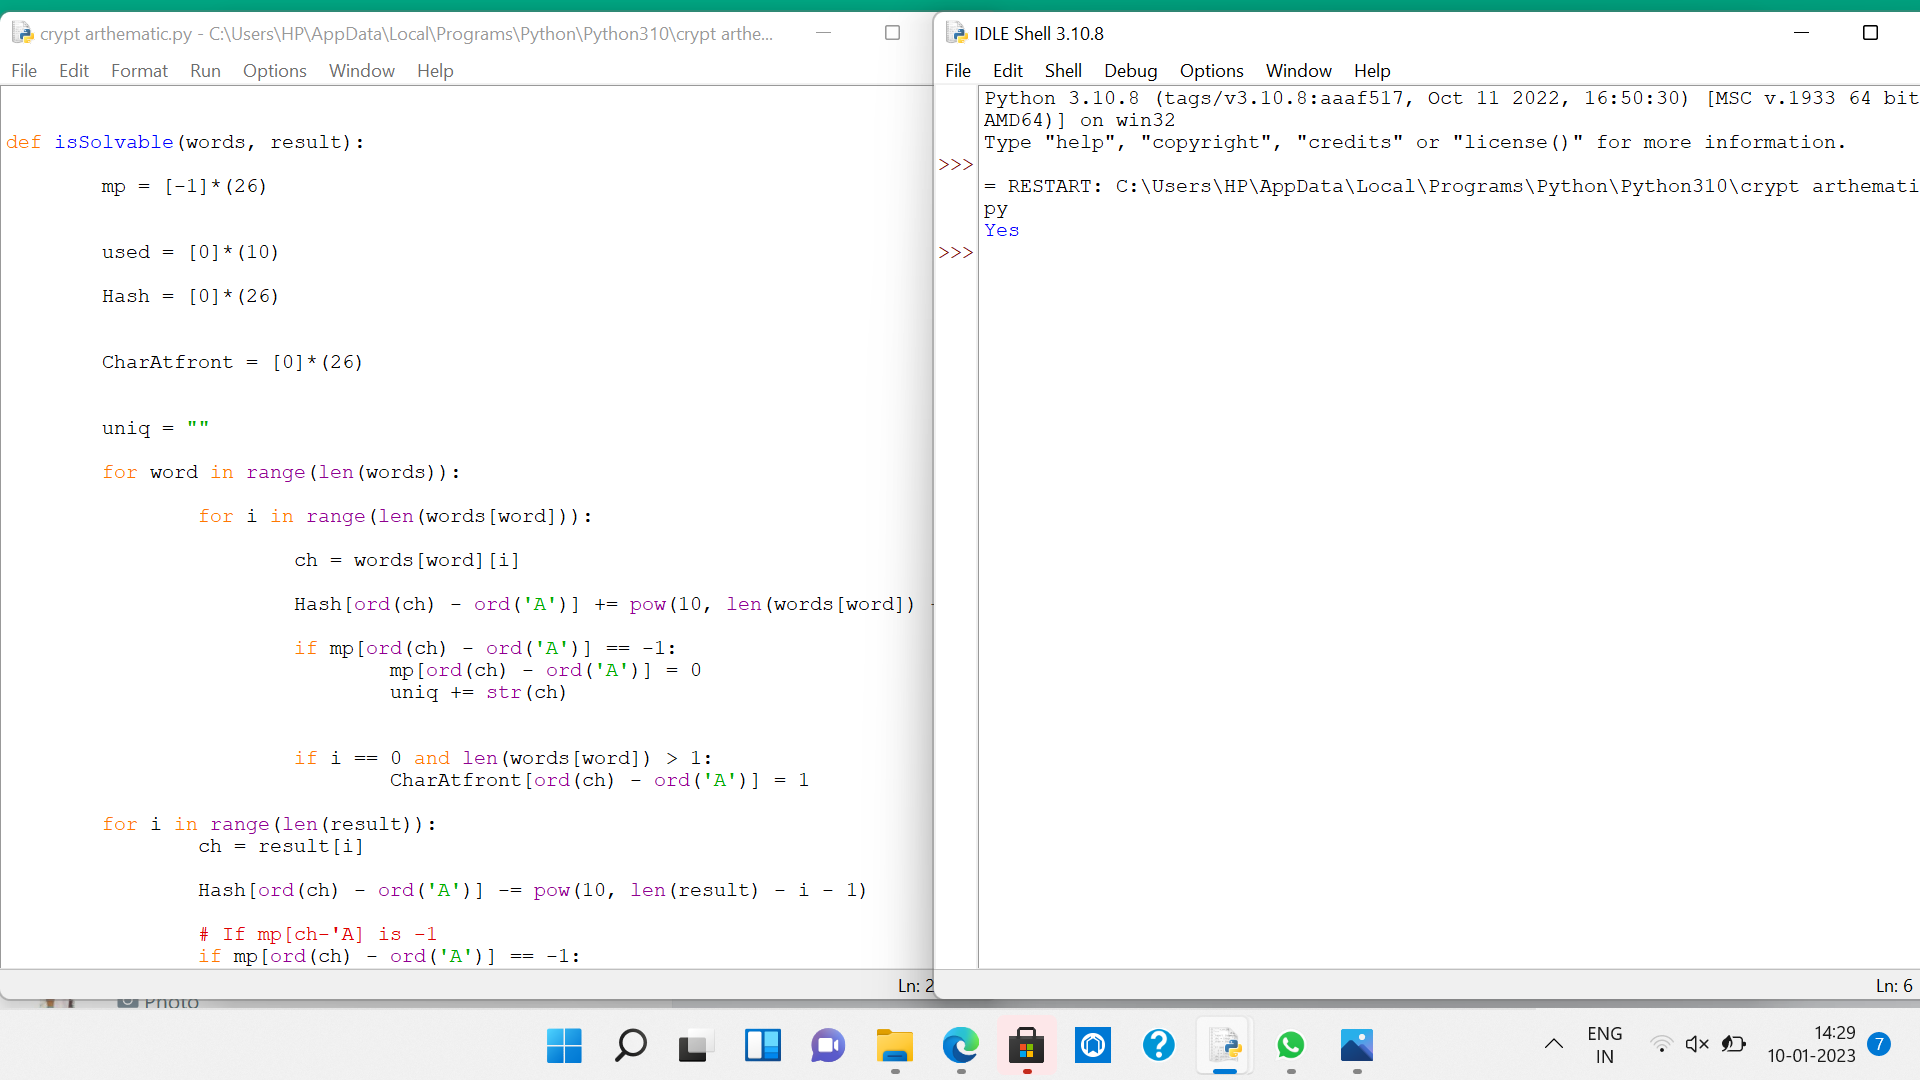 crypt arthematic.py - C:\Users\HP\AppData\Local\Programs\Python\Python310\crypt arthe...
File Edit Format Run Options Window Help
def isSolvable(words, result):
mp = [-1]*(26)
used = [0]*(10)
Hash = [0]*(26)
CharAtfront = [0]*(26)
uniq = ""
for word in range(len(words)):
for i in range(len(words[word])):
ch = words[word][i]
Hash[ord(ch) - ord('A')] += pow(10, len(words[word]) -
if mp[ord(ch) - ord('A')] == -1:
mp[ord(ch) - ord('A')] = 0
uniq += str(ch)
if i == 0 and len(words[word]) > 1:
CharAtfront[ord(ch) - ord('A')] = 1
for i in range(len(result)):
ch = result[i]
Hash[ord(ch) - ord('A')] -= pow(10, len(result) - i - 1)
# If mp[ch-'A] is -1
if mp[ord(ch) - ord('A')] == -1:
Ln: 2
IDLE Shell 3.10.8
File Edit Shell Debug Options Window Help
Python 3.10.8 (tags/v3.10.8:aaaf517, Oct 11 2022, 16:50:30) [MSC v.1933 64 bit
AMD64)] on win32
Type "help", "copyright", "credits" or "license()" for more information.
>>>
= RESTART: C:\Users\HP\AppData\Local\Programs\Python\Python310\crypt arthemati
py
Yes
>>>
Ln: 6
Photo
ENG
IN
14:29
10-01-2023
7